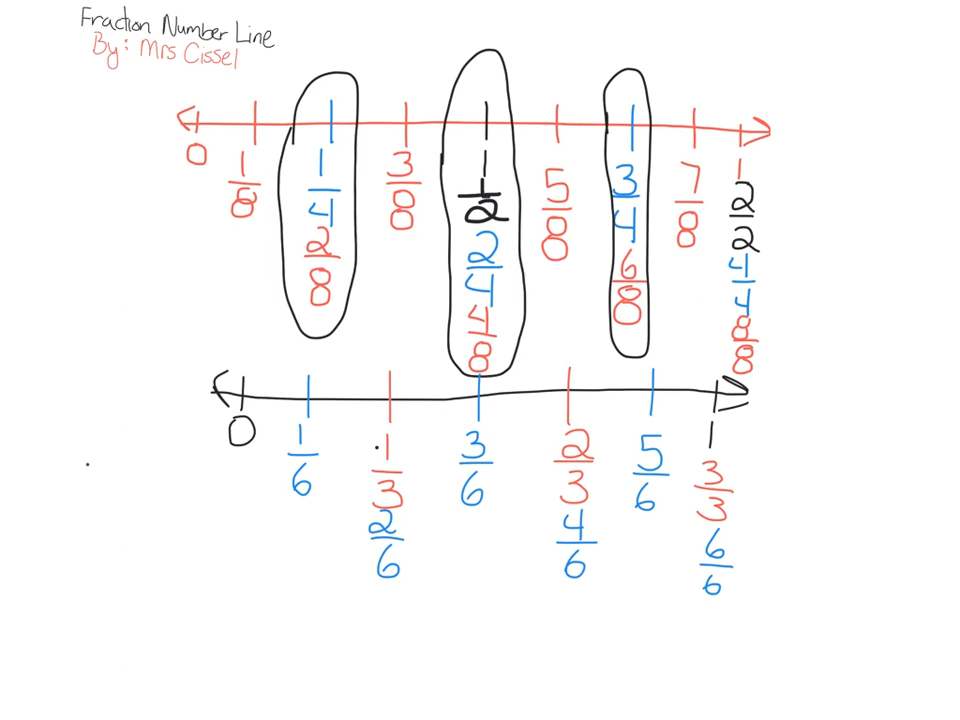 Fraction Number Line
By: Mrs Cissel
0 1/8 1/4 3/8 1/2 5/8 3/4 7/8 1
2/8 2/4 6/8 2/2
4/8 4/4
8/8
0 1/6 1/3 3/6 2/3 5/6 1
2/6 4/6 3/3
6/6